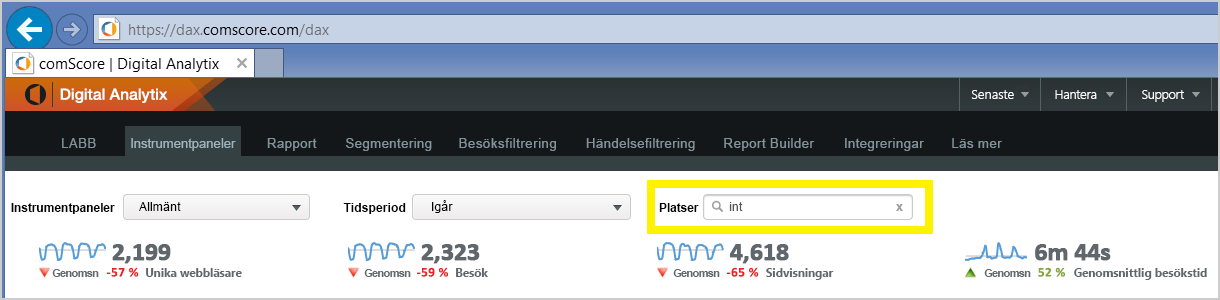 https://dax.comscore.com/dax
comScore | Digital Analytix
Digital Analytix Senaste Hantera Support
LABB Instrumentpaneler Rapport Segmentering Besöksfiltrering Händelsefiltrering Report Builder Integreringar Läs mer
Instrumentpaneler Allmänt Tidsperiod Igår Platser int x
2,199 2,323 4,618 6m 44s
Genomsn -57 % Unika webbläsare Genomsn -59 % Besök Genomsn -65 % Sidvisningar Genomsn 52 % Genomsnittlig besökstid